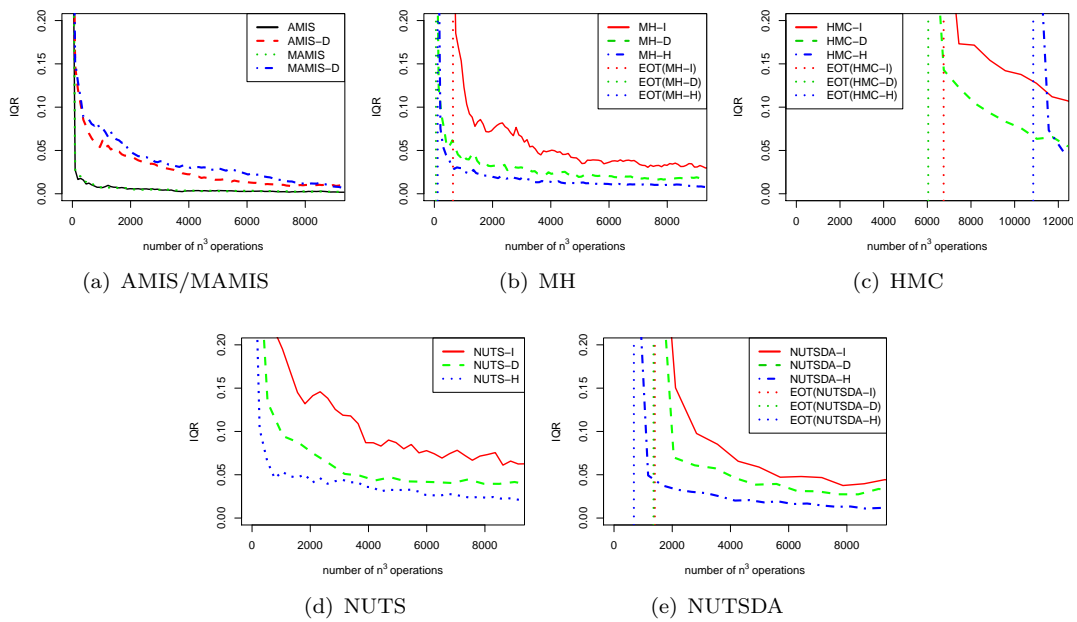 IQR
0.00
0.05
0.10
0.15
0.20
0
2000
4000
6000
8000
number of n³ operations
AMIS
AMIS−D
MAMIS
MAMIS−D
(a) AMIS/MAMIS
IQR
0.00
0.05
0.10
0.15
0.20
0
2000
4000
6000
8000
number of n³ operations
MH−I
MH−D
MH−H
EOT(MH−I)
EOT(MH−D)
EOT(MH−H)
(b) MH
IQR
0.00
0.05
0.10
0.15
0.20
0
2000
4000
6000
8000
10000
12000
number of n³ operations
HMC−I
HMC−D
HMC−H
EOT(HMC−I)
EOT(HMC−D)
EOT(HMC−H)
(c) HMC
IQR
0.00
0.05
0.10
0.15
0.20
0
2000
4000
6000
8000
number of n³ operations
NUTS−I
NUTS−D
NUTS−H
(d) NUTS
IQR
0.00
0.05
0.10
0.15
0.20
0
2000
4000
6000
8000
number of n³ operations
NUTSDA−I
NUTSDA−D
NUTSDA−H
EOT(NUTSDA−I)
EOT(NUTSDA−D)
EOT(NUTSDA−H)
(e) NUTSDA